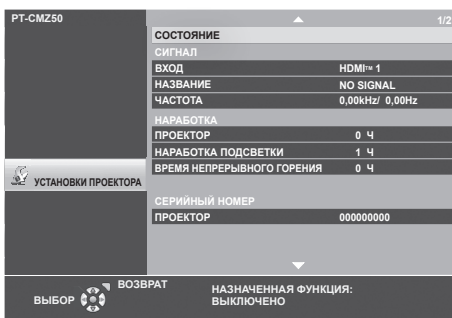 PT-CMZ50
1/2
СОСТОЯНИЕ
СИГНАЛ
ВХОД HDMI™ 1
НАЗВАНИЕ NO SIGNAL
ЧАСТОТА 0,00kHz/ 0,00Hz
НАРАБОТКА
ПРОЕКТОР 0 Ч
НАРАБОТКА ПОДСВЕТКИ 1 Ч
ВРЕМЯ НЕПРЕРЫВНОГО ГОРЕНИЯ 0 Ч
УСТАНОВКИ ПРОЕКТОРА
СЕРИЙНЫЙ НОМЕР
ПРОЕКТОР 000000000
ВОЗВРАТ
ВЫБОР
НАЗНАЧЕННАЯ ФУНКЦИЯ:
ВЫКЛЮЧЕНО